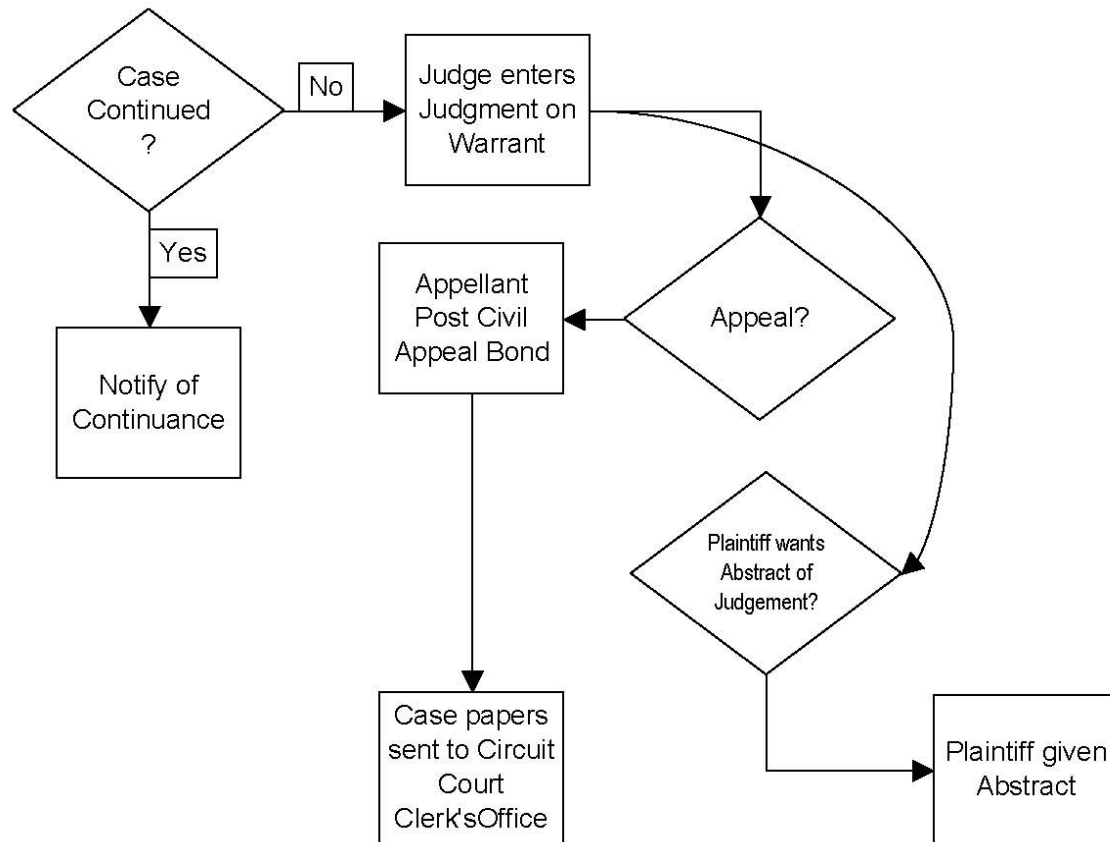 Case
Continued
?
No
Judge enters
Judgment on
Warrant
Yes
Notify of
Continuance
Appellant
Post Civil
Appeal Bond
Appeal?
Plaintiff wants
Abstract of
Judgement?
Case papers
sent to Circuit
Court
Clerk'sOffice
Plaintiff given
Abstract